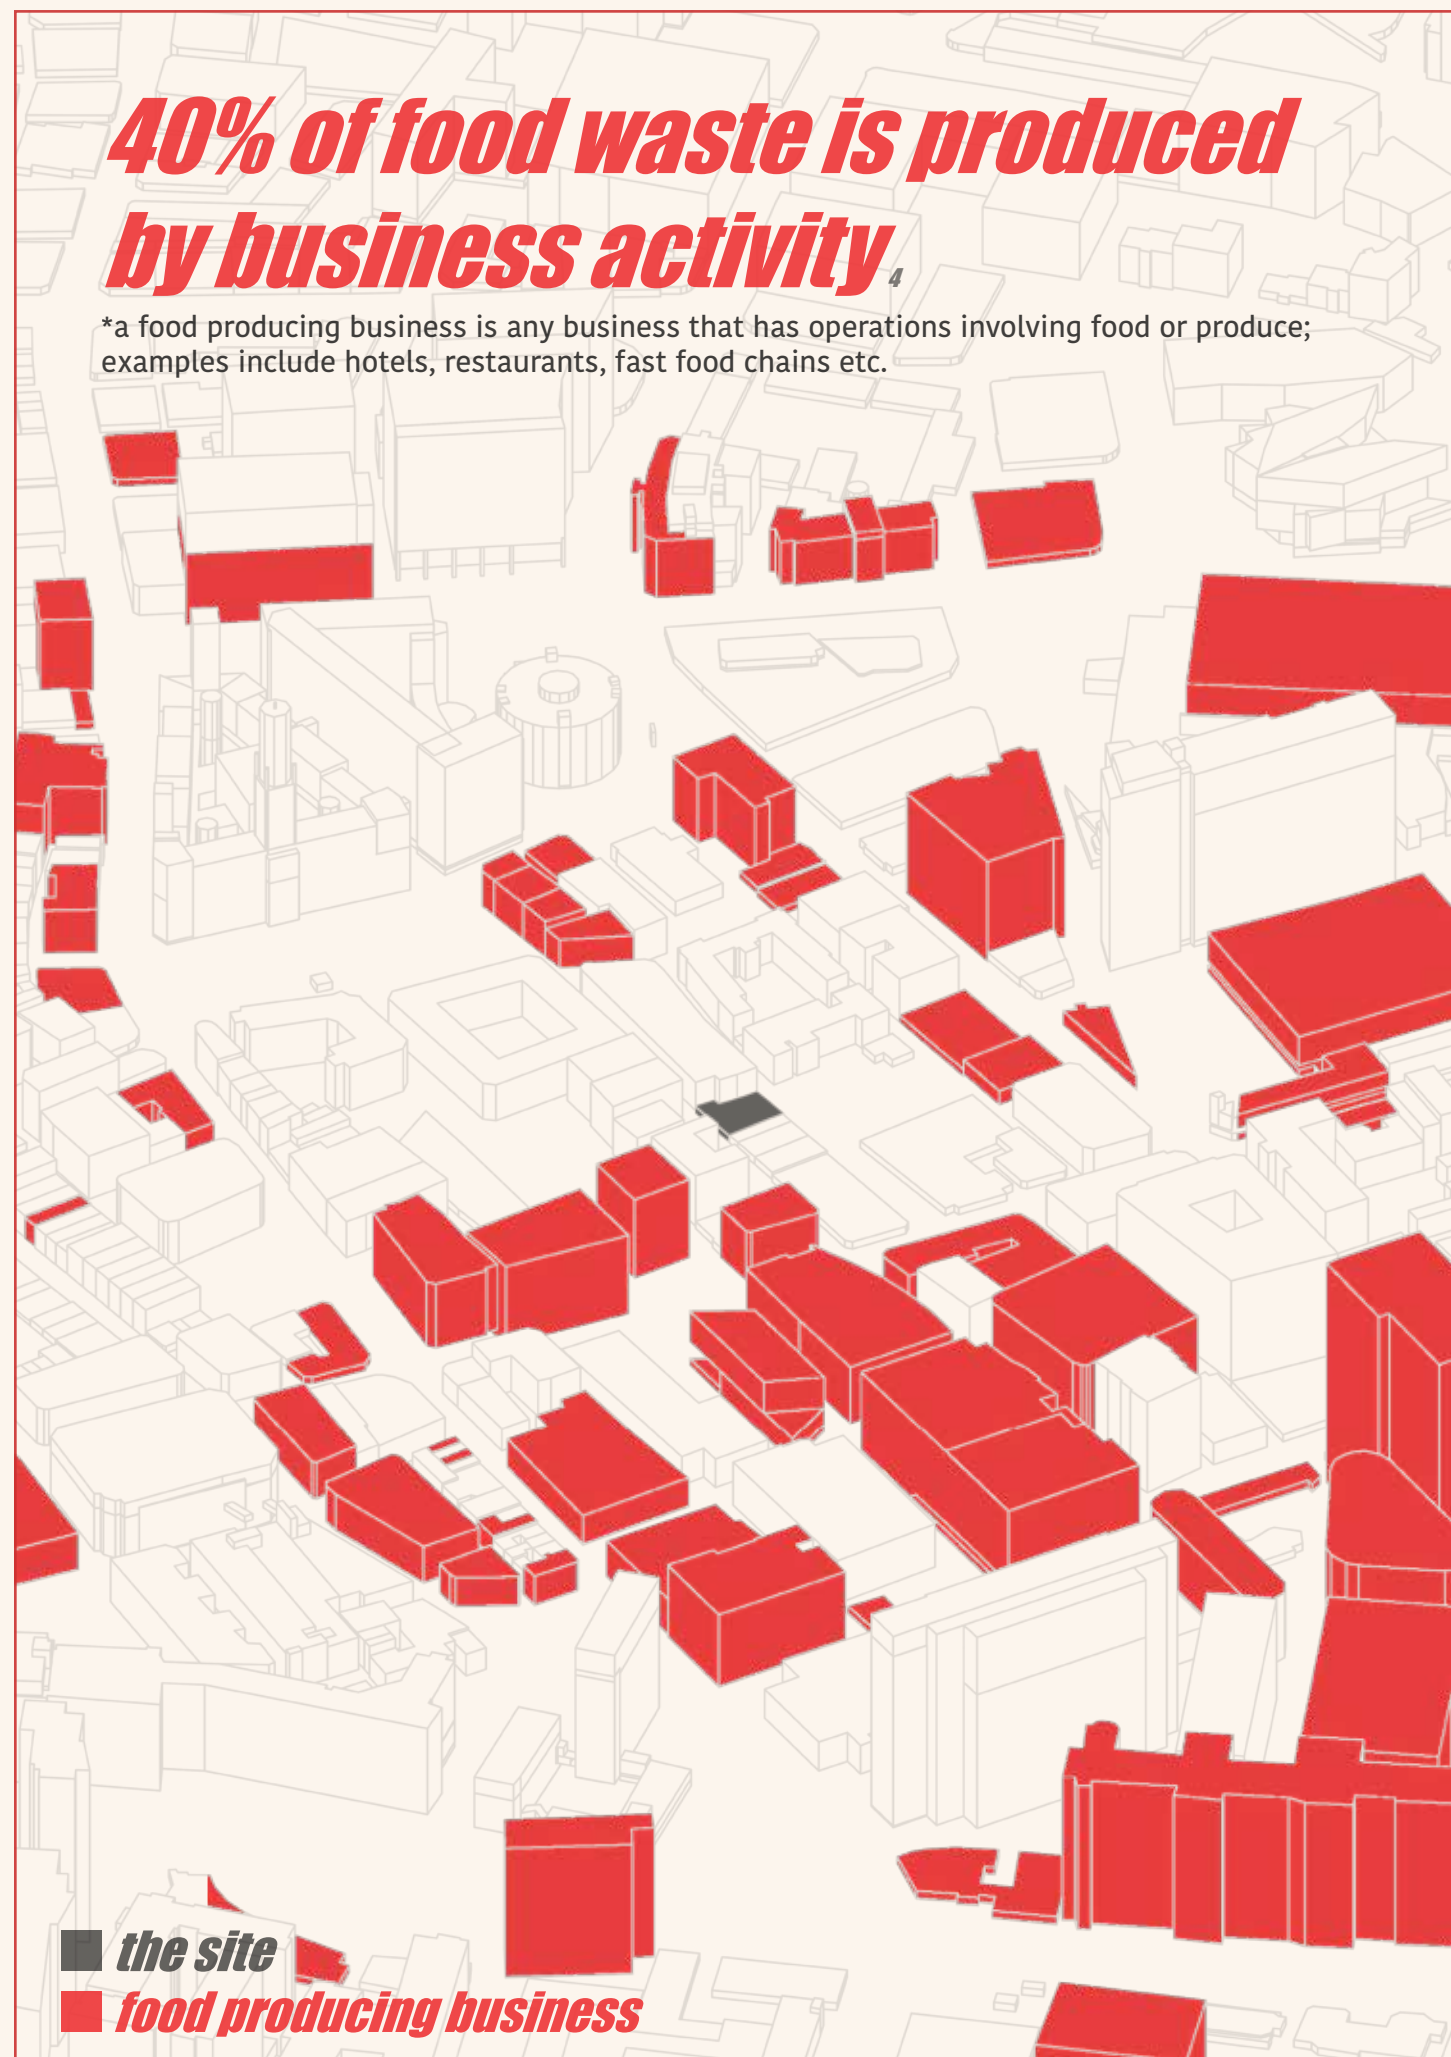 40% of food waste is produced
by business activity 4
*a food producing business is any business that has operations involving food or produce;
examples include hotels, restaurants, fast food chains etc.
the site
food producing business